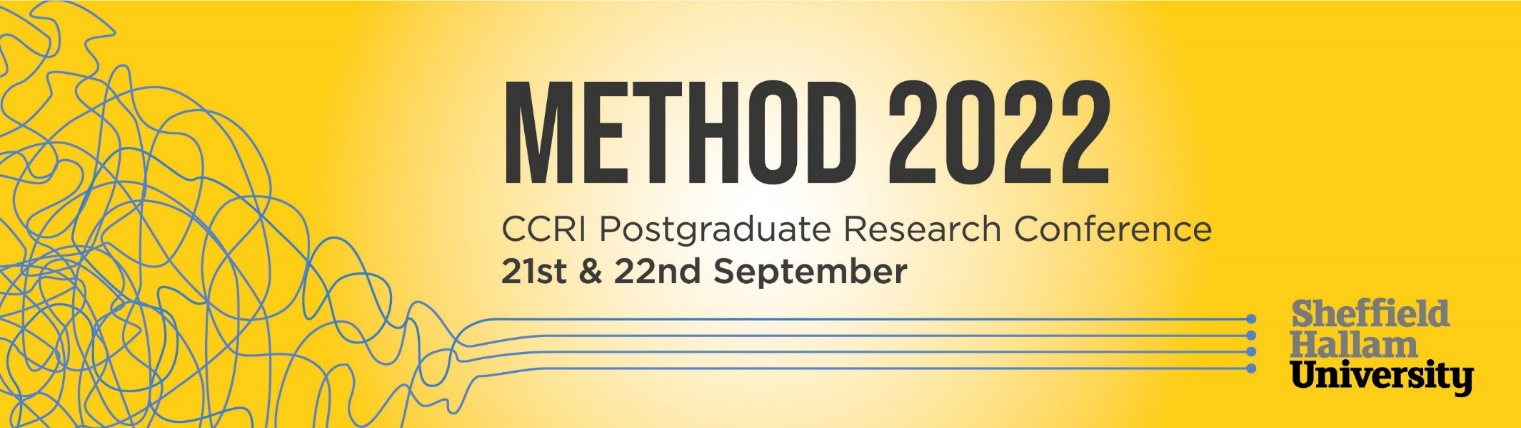 METHOD 2022
CCRI Postgraduate Research Conference
21st & 22nd September
Sheffield
Hallam
University